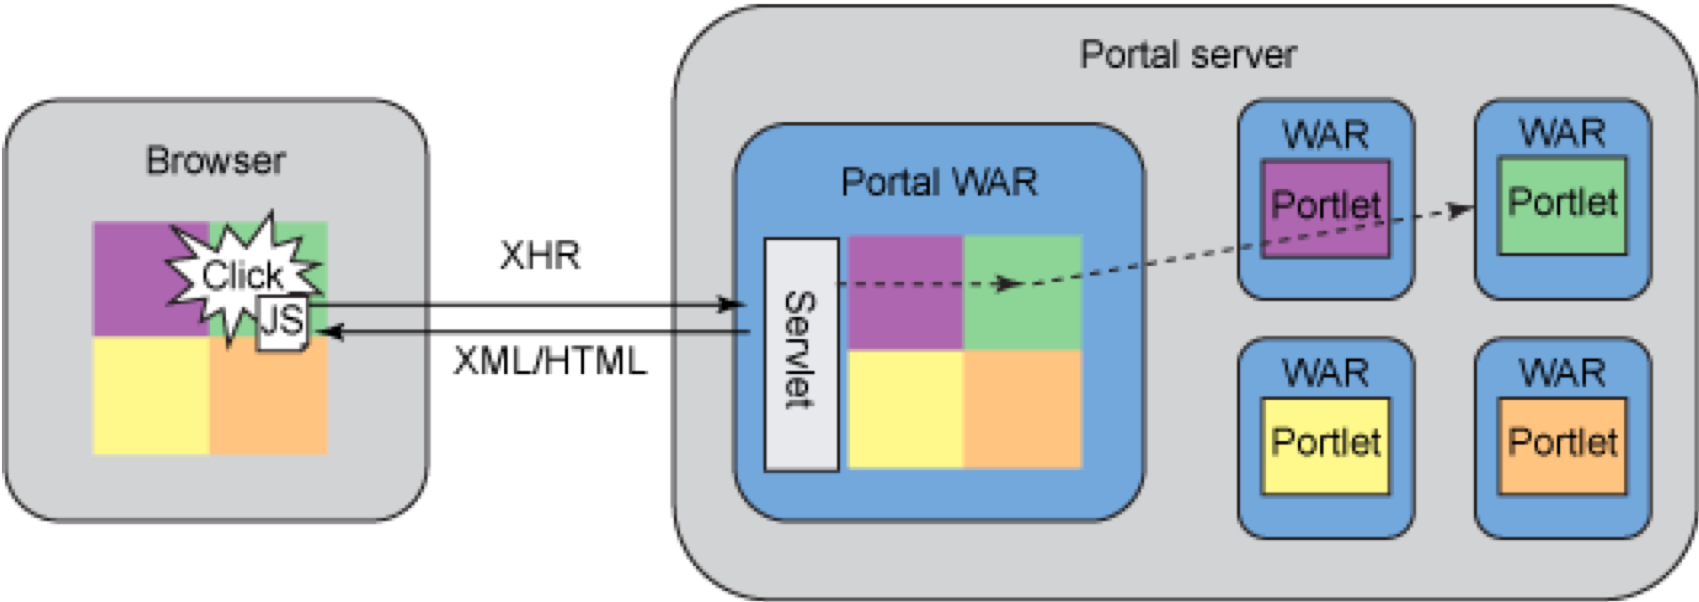 Browser
Click
JS
XHR
XML/HTML
Portal server
Portal WAR
Servlet
WAR
Portlet
WAR
Portlet
WAR
Portlet
WAR
Portlet